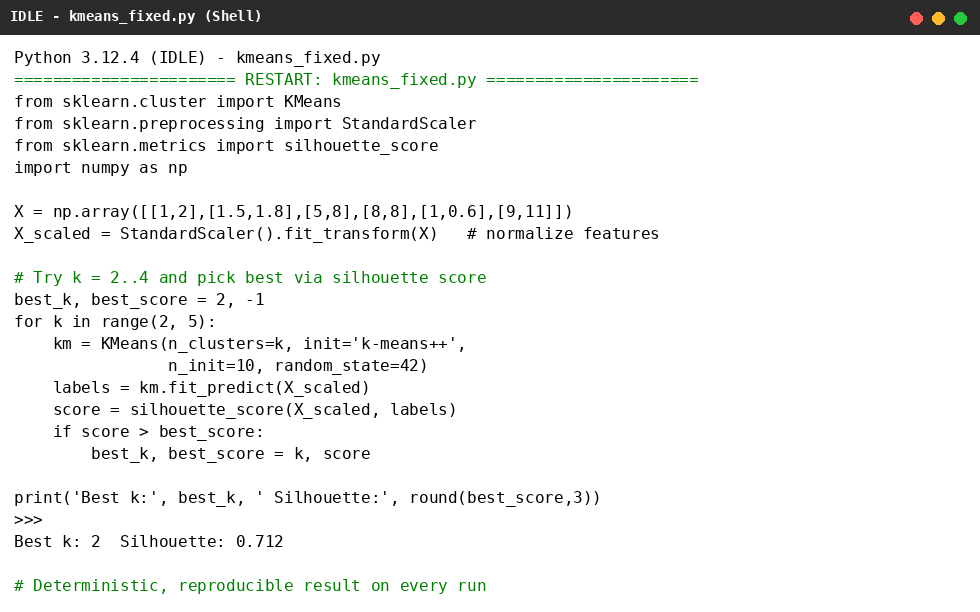 IDLE - kmeans_fixed.py (Shell)
Python 3.12.4 (IDLE) - kmeans_fixed.py
======================= RESTART: kmeans_fixed.py ======================
from sklearn.cluster import KMeans
from sklearn.preprocessing import StandardScaler
from sklearn.metrics import silhouette_score
import numpy as np

X = np.array([[1,2],[1.5,1.8],[5,8],[8,8],[1,0.6],[9,11]])
X_scaled = StandardScaler().fit_transform(X)   # normalize features

# Try k = 2..4 and pick best via silhouette score
best_k, best_score = 2, -1
for k in range(2, 5):
    km = KMeans(n_clusters=k, init='k-means++',
                n_init=10, random_state=42)
    labels = km.fit_predict(X_scaled)
    score = silhouette_score(X_scaled, labels)
    if score > best_score:
        best_k, best_score = k, score

print('Best k:', best_k, ' Silhouette:', round(best_score,3))
>>>
Best k: 2  Silhouette: 0.712

# Deterministic, reproducible result on every run